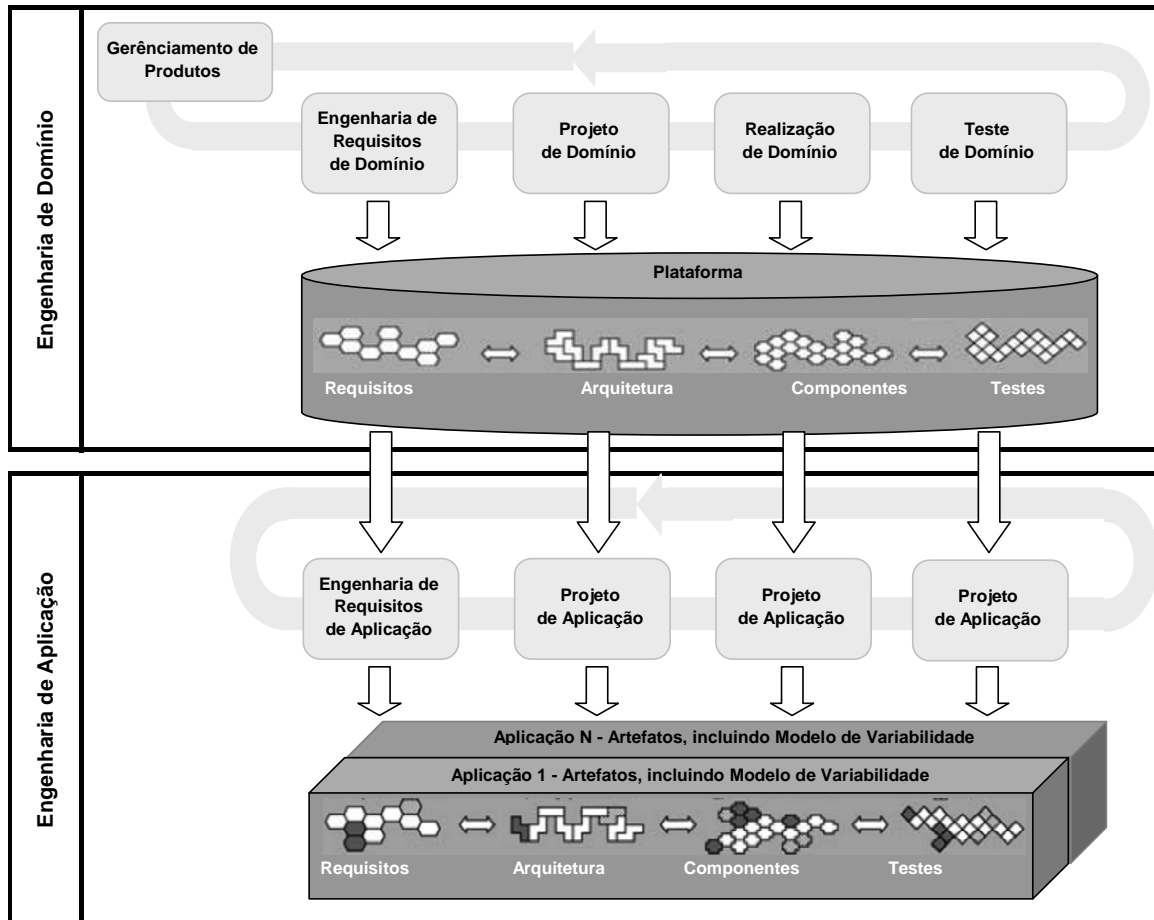 Engenharia de Domínio
Gerênciamento de
Produtos
Engenharia de
Requisitos
de Domínio
Projeto
de Domínio
Realização
de Domínio
Teste
de Domínio
Plataforma
Requisitos
Arquitetura
Componentes
Testes
Engenharia de Aplicação
Engenharia de
Requisitos
de Aplicação
Projeto
de Aplicação
Projeto
de Aplicação
Projeto
de Aplicação
Aplicação N - Artefatos, incluindo Modelo de Variabilidade
Aplicação 1 - Artefatos, incluindo Modelo de Variabilidade
Requisitos
Arquitetura
Componentes
Testes